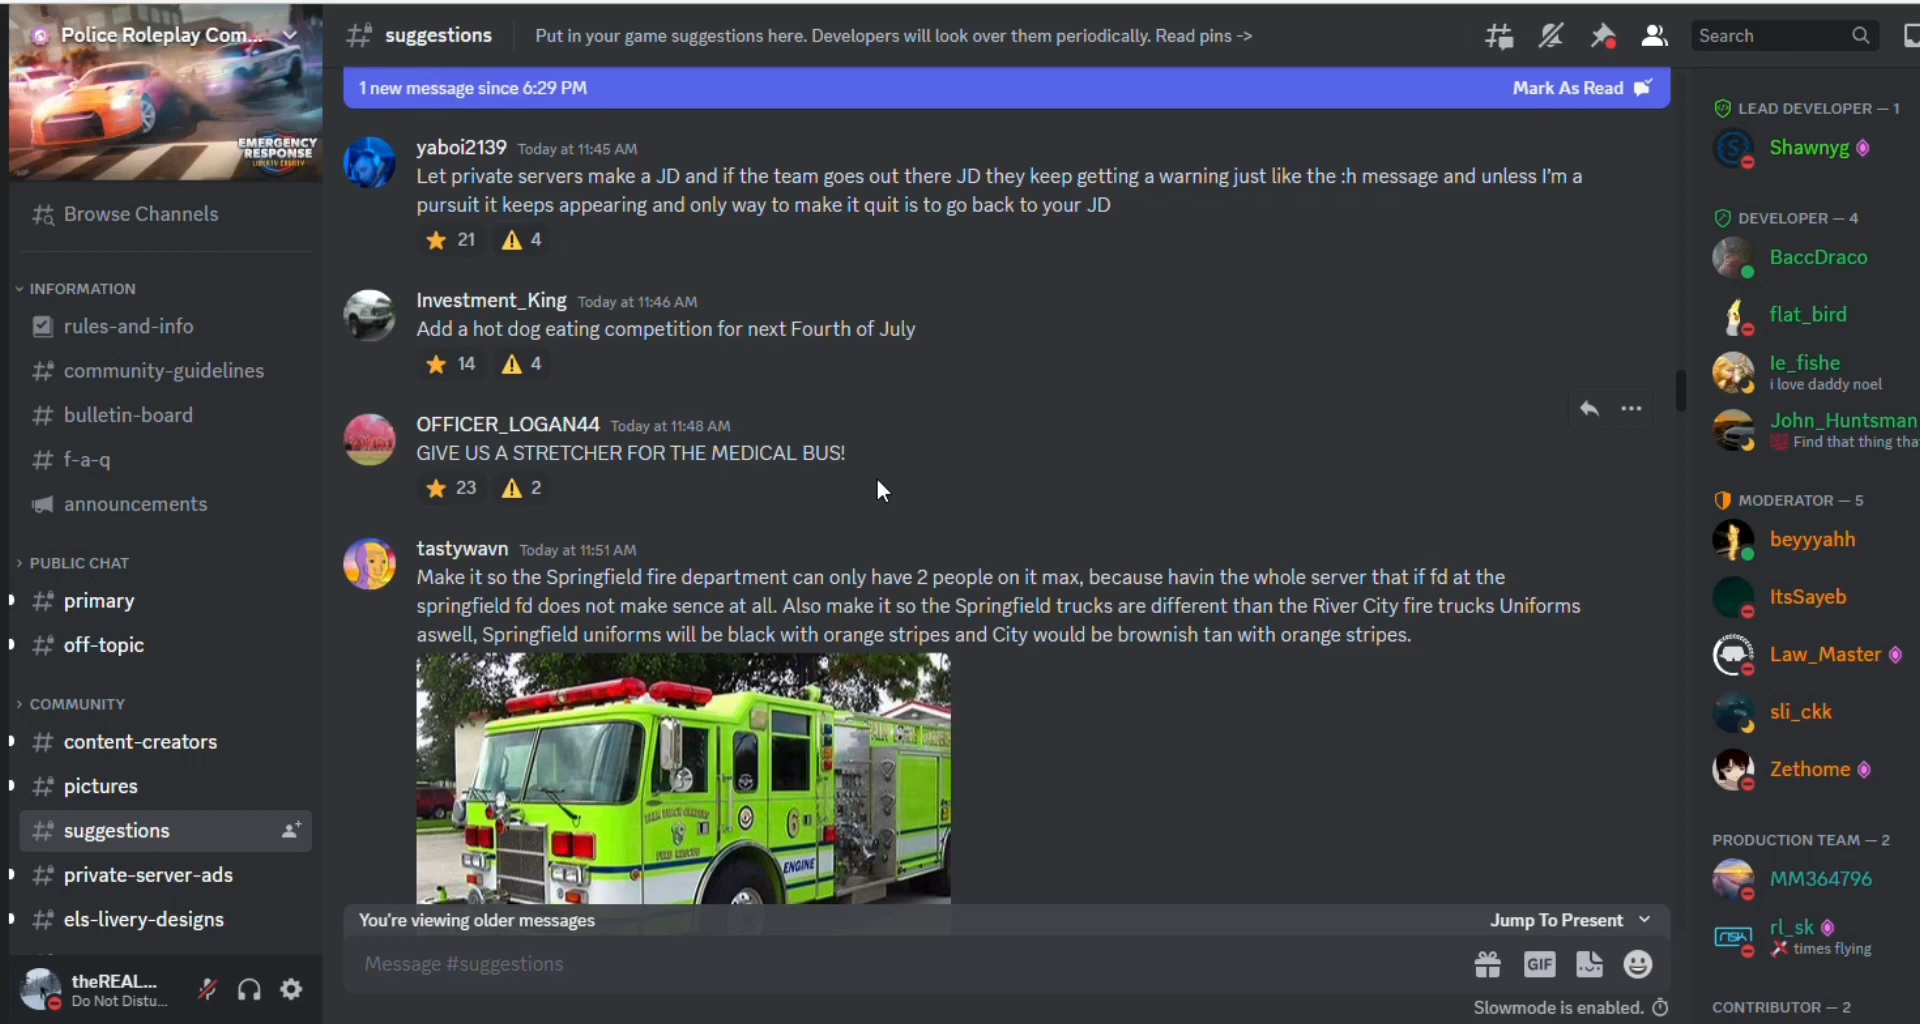 Police Roleplay Com...
EMERGENCY
RESPONSE
LIBERTY COUNTY
Browse Channels
INFORMATION
rules-and-info
community-guidelines
bulletin-board
f-a-q
announcements
PUBLIC CHAT
primary
off-topic
COMMUNITY
content-creators
pictures
suggestions
private-server-ads
els-livery-designs
theREAL...
Do Not Distu...
suggestions
Put in your game suggestions here. Developers will look over them periodically. Read pins ->
Search
1 new message since 6:29 PM
Mark As Read
yaboi2139 Today at 11:45 AM
Let private servers make a JD and if the team goes out there JD they keep getting a warning just like the :h message and unless I'm a
pursuit it keeps appearing and only way to make it quit is to go back to your JD
21 4
Investment_King Today at 11:46 AM
Add a hot dog eating competition for next Fourth of July
14 4
OFFICER_LOGAN44 Today at 11:48 AM
GIVE US A STRETCHER FOR THE MEDICAL BUS!
23 2
tastywavn Today at 11:51 AM
Make it so the Springfield fire department can only have 2 people on it max, because havin the whole server that if fd at the
springfield fd does not make sence at all. Also make it so the Springfield trucks are different than the River City fire trucks Uniforms
aswell, Springfield uniforms will be black with orange stripes and City would be brownish tan with orange stripes.
PALM BEACH GARDENS
FIRE RESCUE
6
ENGINE
You're viewing older messages
Jump To Present
Message #suggestions
GIF
Slowmode is enabled.
LEAD DEVELOPER — 1
Shawnyg
DEVELOPER — 4
BaccDraco
flat_bird
le_fishe
i love daddy noel
John_Huntsman
Find that thing tha
MODERATOR — 5
beyyyahh
ItsSayeb
Law_Master
sli_ckk
Zethome
PRODUCTION TEAM — 2
MM364796
rl_sk
times flying
CONTRIBUTOR — 2